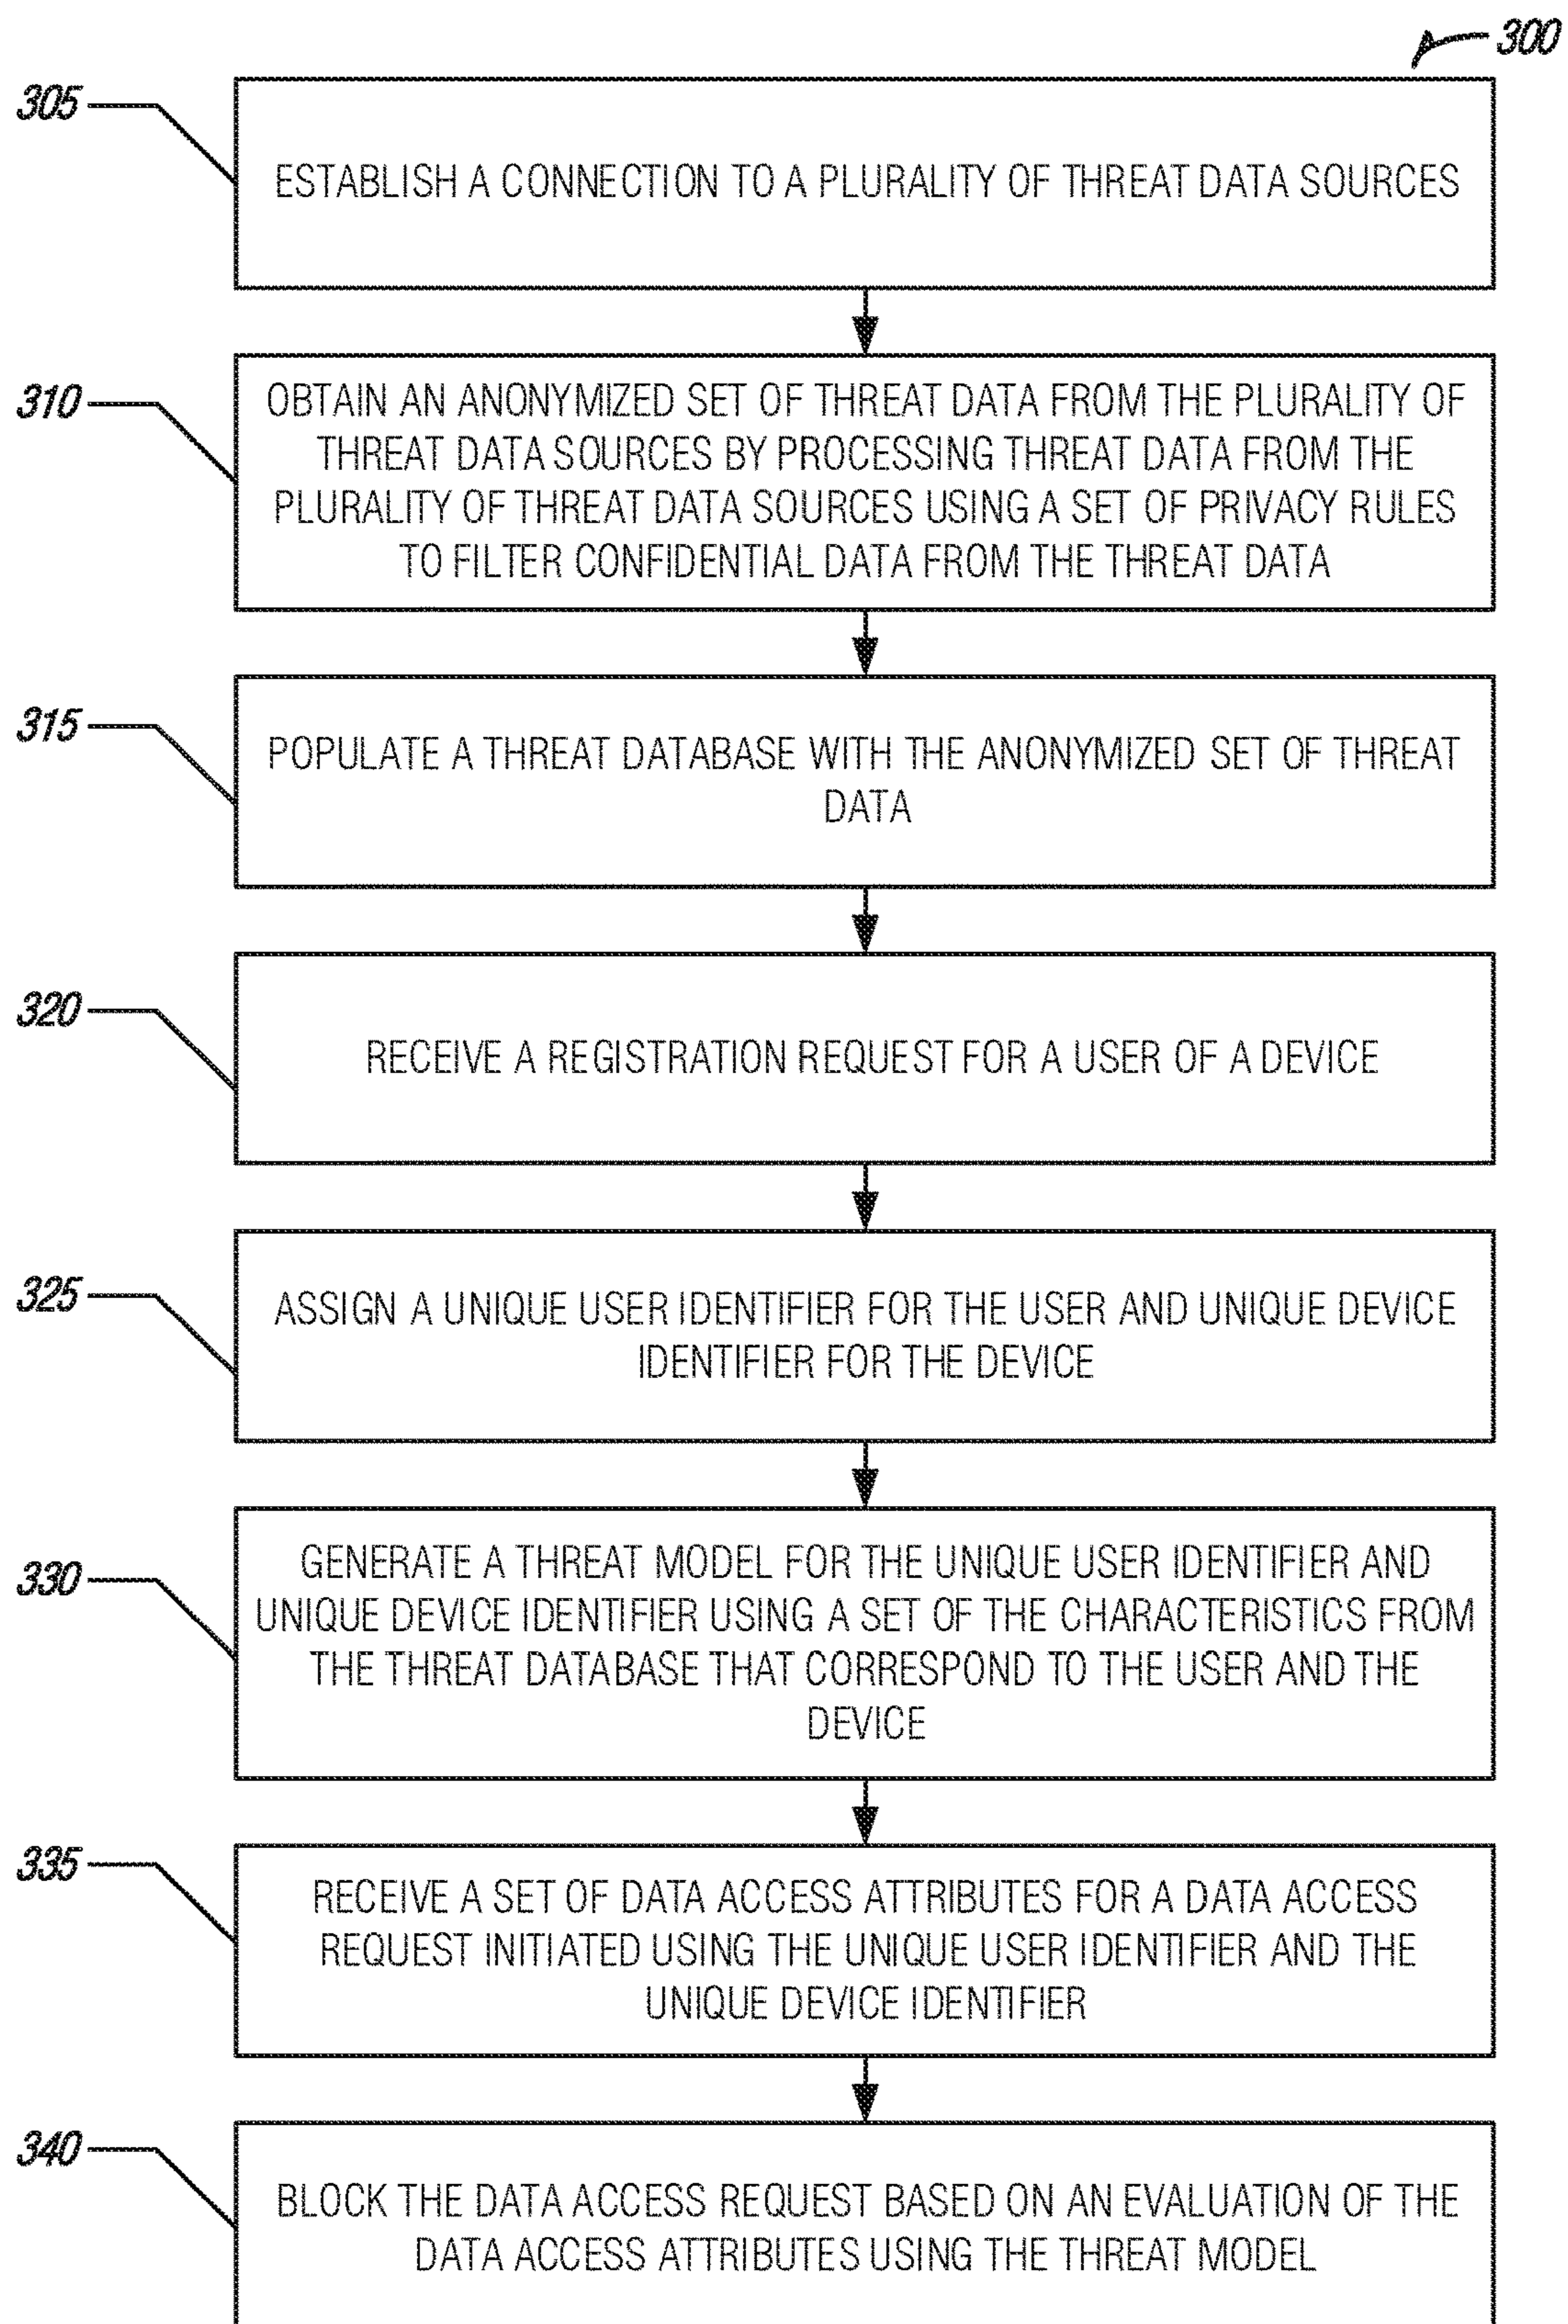 300
305
ESTABLISH A CONNECTION TO A PLURALITY OF THREAT DATA SOURCES
310
OBTAIN AN ANONYMIZED SET OF THREAT DATA FROM THE PLURALITY OF
THREAT DATA SOURCES BY PROCESSING THREAT DATA FROM THE
PLURALITY OF THREAT DATA SOURCES USING A SET OF PRIVACY RULES
TO FILTER CONFIDENTIAL DATA FROM THE THREAT DATA
315
POPULATE A THREAT DATABASE WITH THE ANONYMIZED SET OF THREAT
DATA
320
RECEIVE A REGISTRATION REQUEST FOR A USER OF A DEVICE
325
ASSIGN A UNIQUE USER IDENTIFIER FOR THE USER AND UNIQUE DEVICE
IDENTIFIER FOR THE DEVICE
330
GENERATE A THREAT MODEL FOR THE UNIQUE USER IDENTIFIER AND
UNIQUE DEVICE IDENTIFIER USING A SET OF THE CHARACTERISTICS FROM
THE THREAT DATABASE THAT CORRESPOND TO THE USER AND THE
DEVICE
335
RECEIVE A SET OF DATA ACCESS ATTRIBUTES FOR A DATA ACCESS
REQUEST INITIATED USING THE UNIQUE USER IDENTIFIER AND THE
UNIQUE DEVICE IDENTIFIER
340
BLOCK THE DATA ACCESS REQUEST BASED ON AN EVALUATION OF THE
DATA ACCESS ATTRIBUTES USING THE THREAT MODEL